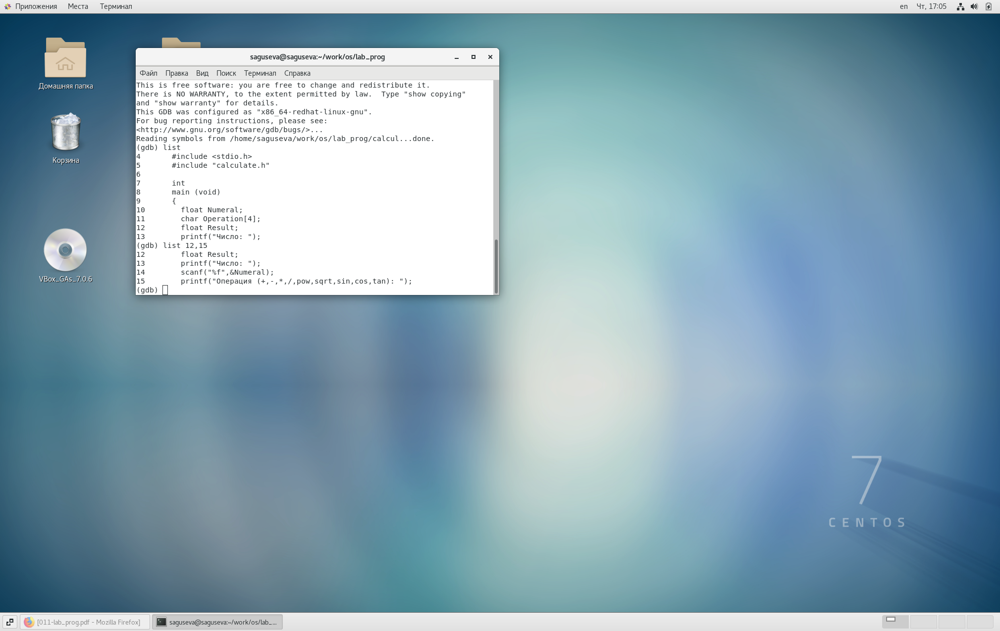 Приложения Места Терминал en Чт, 17:05
Домашняя папка
Корзина
VBox_GAs_7.0.6
saguseva@saguseva:~/work/os/lab_prog
Файл Правка Вид Поиск Терминал Справка
This is free software: you are free to change and redistribute it.
There is NO WARRANTY, to the extent permitted by law.  Type "show copying"
and "show warranty" for details.
This GDB was configured as "x86_64-redhat-linux-gnu".
For bug reporting instructions, please see:
<http://www.gnu.org/software/gdb/bugs/>...
Reading symbols from /home/saguseva/work/os/lab_prog/calcul...done.
(gdb) list
4       #include <stdio.h>
5       #include "calculate.h"
6
7       int
8       main (void)
9       {
10        float Numeral;
11        char Operation[4];
12        float Result;
13        printf("Число: ");
(gdb) list 12,15
12        float Result;
13        printf("Число: ");
14        scanf("%f",&Numeral);
15        printf("Операция (+,-,*,/,pow,sqrt,sin,cos,tan): ");
(gdb)
7
CENTOS
[011-lab_prog.pdf - Mozilla Firefox] saguseva@saguseva:~/work/os/lab_...